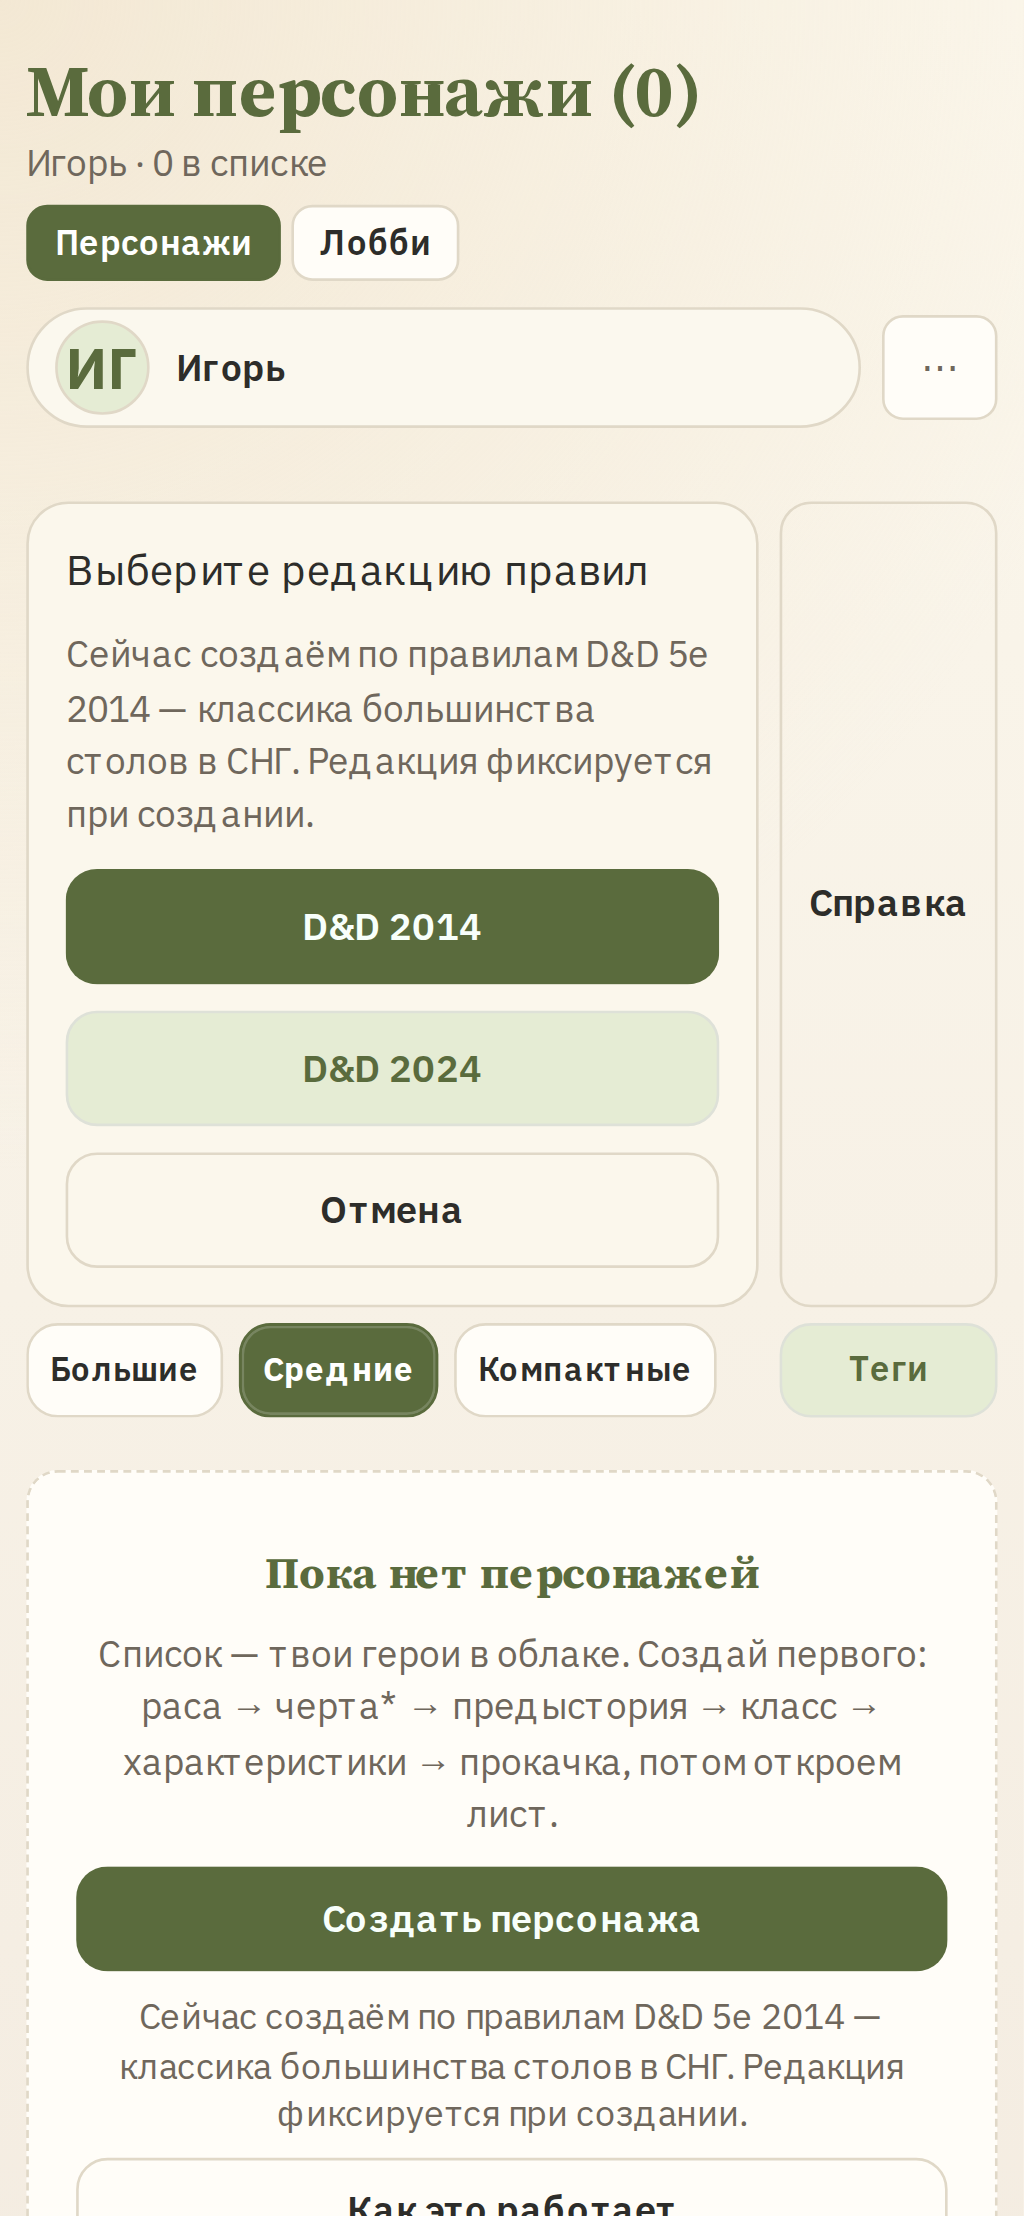 Мои персонажи (0)
Игорь · 0 в списке
Персонажи
Лобби
ИГ
Игорь
...
Выберите редакцию правил
Сейчас создаём по правилам D&D 5e
2014 — классика большинства
столов в СНГ. Редакция фиксируется
при создании.
D&D 2014
D&D 2024
Отмена
Справка
Большие
Средние
Компактные
Теги
Пока нет персонажей
Список — твои герои в облаке. Создай первого:
раса → черта* → предыстория → класс →
характеристики → прокачка, потом откроем
лист.
Создать персонажа
Сейчас создаём по правилам D&D 5e 2014 —
классика большинства столов в СНГ. Редакция
фиксируется при создании.
Как это работает